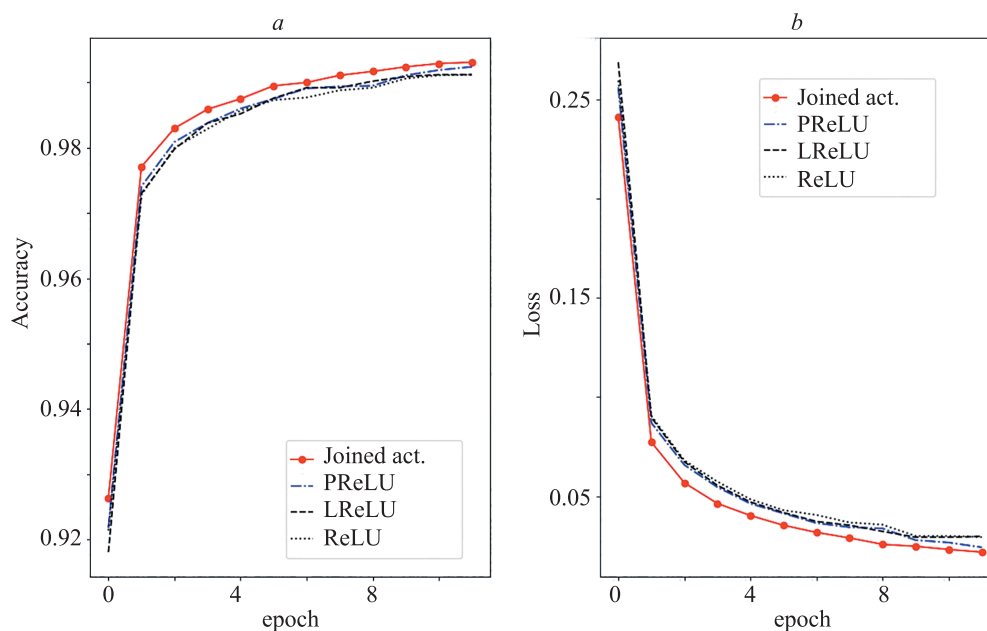 a
Accuracy
0.98
0.96
0.94
0.92
0
4
8
epoch
Joined act.
PReLU
LReLU
ReLU
b
Loss
0.25
0.15
0.05
0
4
8
epoch
Joined act.
PReLU
LReLU
ReLU